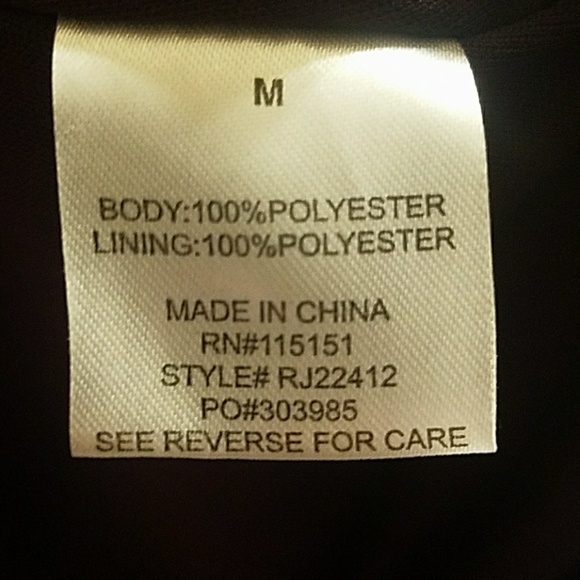 M
BODY:100%POLYESTER
LINING:100%POLYESTER
MADE IN CHINA
RN#115151
STYLE# RJ22412
PO#303985
SEE REVERSE FOR CARE